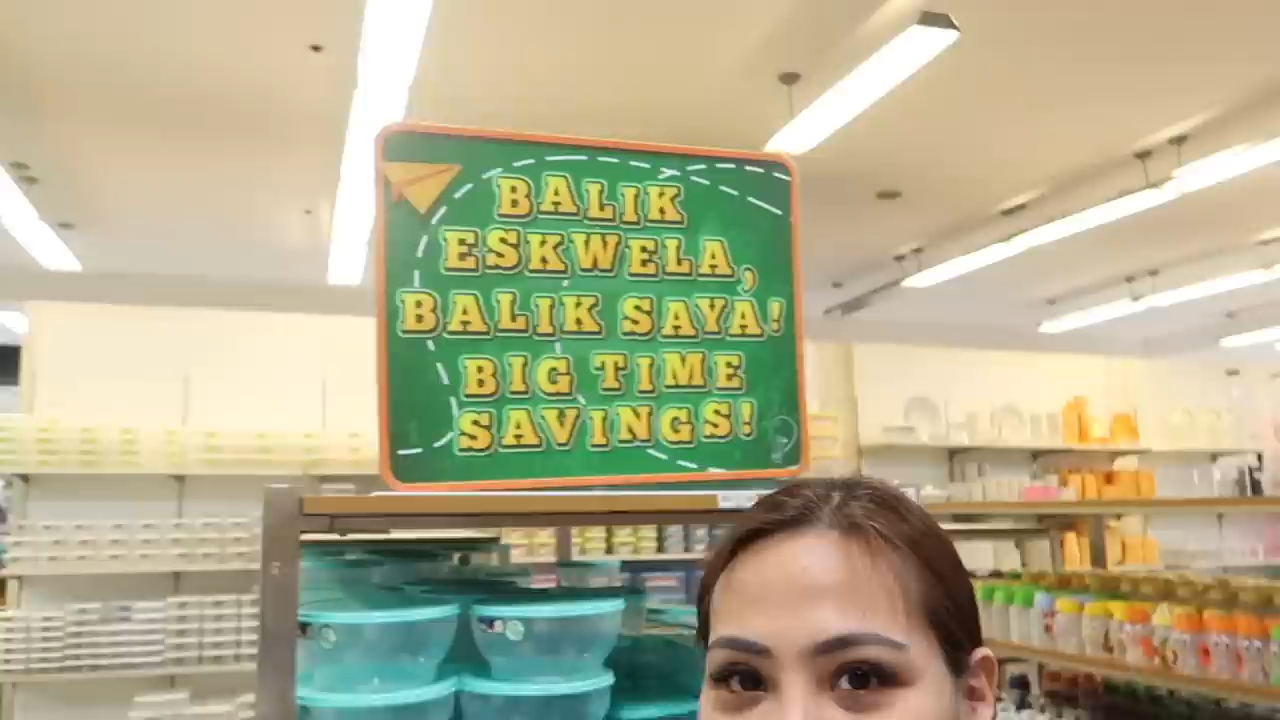 BALIK
ESKWELA,
BALIK SAYA!
BIG TIME
SAVINGS!